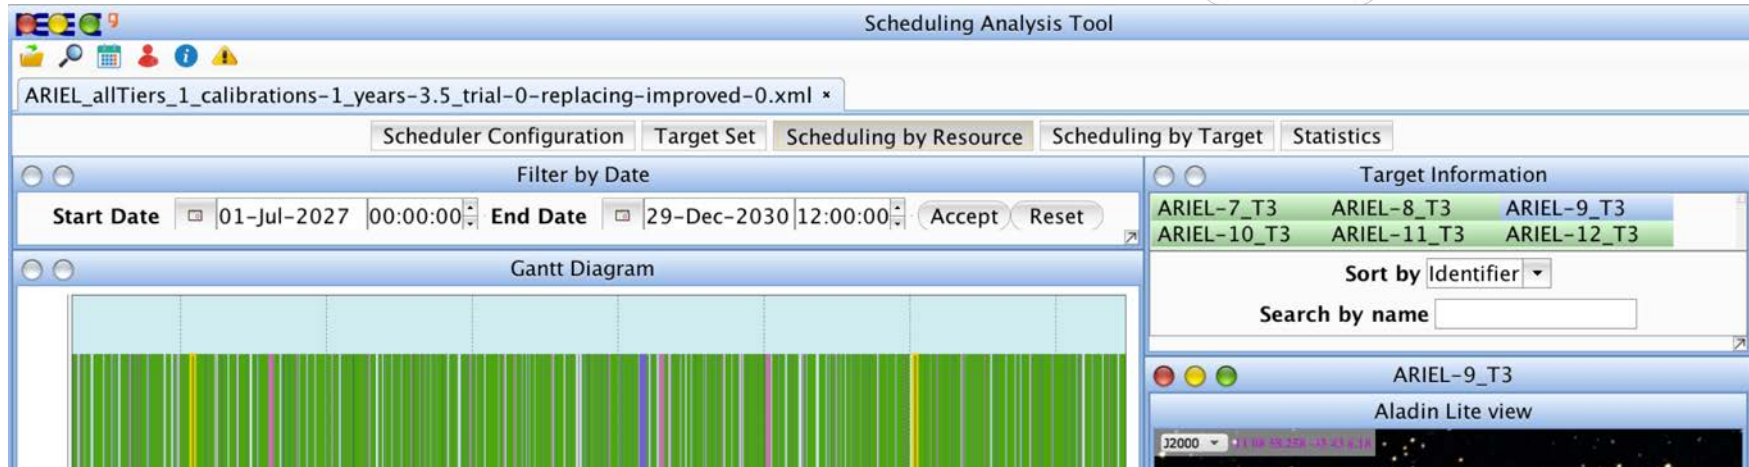 Scheduling Analysis Tool
ARIEL_allTiers_1_calibrations-1_years-3.5_trial-0-replacing-improved-0.xml
Scheduler Configuration Target Set Scheduling by Resource Scheduling by Target Statistics
Filter by Date
Start Date 01-Jul-2027 00:00:00 End Date 29-Dec-2030 12:00:00 Accept Reset
Gantt Diagram
Target Information
ARIEL-7_T3 ARIEL-8_T3 ARIEL-9_T3
ARIEL-10_T3 ARIEL-11_T3 ARIEL-12_T3
Sort by Identifier
Search by name
ARIEL-9_T3
Aladin Lite view
J2000